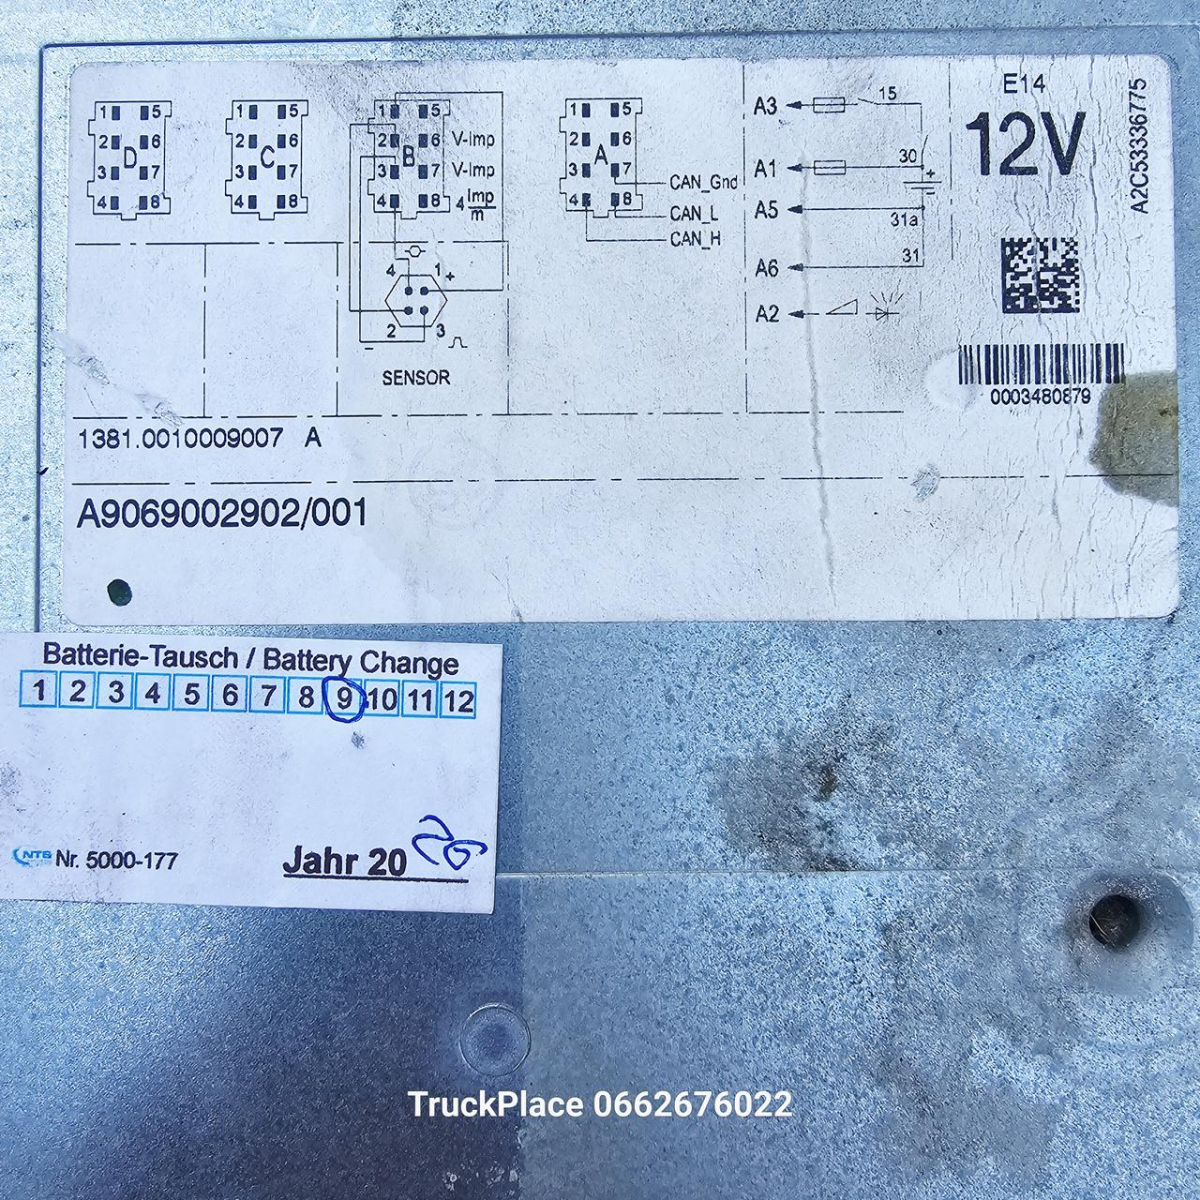 1 5 1 5 1 5 1 5
2 6 2 6 2 6 V-Imp 2 6
D C B A
3 7 3 7 3 7 V-Imp 3 7
4 8 4 8 4 8 4 Imp/m 4 8
CAN_Gnd
CAN_L
CAN_H
4 1 +
2 3
−
SENSOR
A3 15
A1 30
+
A5 31a
A6 31
A2
E14
12V
A2C53336775
0003480879
1381.0010009007 A
A9069002902/001
Batterie-Tausch / Battery Change
1 2 3 4 5 6 7 8 9 10 11 12
NTS Nr. 5000-177 Jahr 20 20
TruckPlace 0662676022